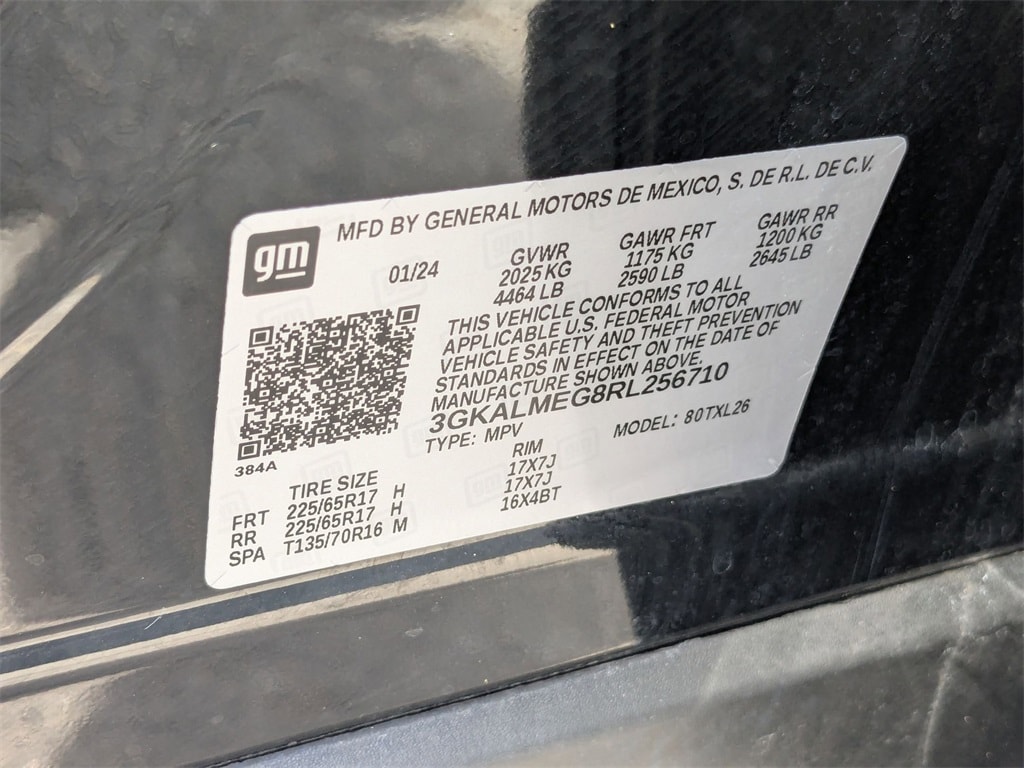 gm
MFD BY GENERAL MOTORS DE MEXICO, S. DE R.L. DE C.V.
01/24
GVWR
2025 KG
4464 LB
GAWR FRT
1175 KG
2590 LB
GAWR RR
1200 KG
2645 LB
THIS VEHICLE CONFORMS TO ALL
APPLICABLE U.S. FEDERAL MOTOR
VEHICLE SAFETY AND THEFT PREVENTION
STANDARDS IN EFFECT ON THE DATE OF
MANUFACTURE SHOWN ABOVE.
3GKALMEG8RL256710
TYPE: MPV
MODEL: 80TXL26
384A
TIRE SIZE
RIM
FRT 225/65R17 H 17X7J
RR 225/65R17 H 17X7J
SPA T135/70R16 M 16X4BT